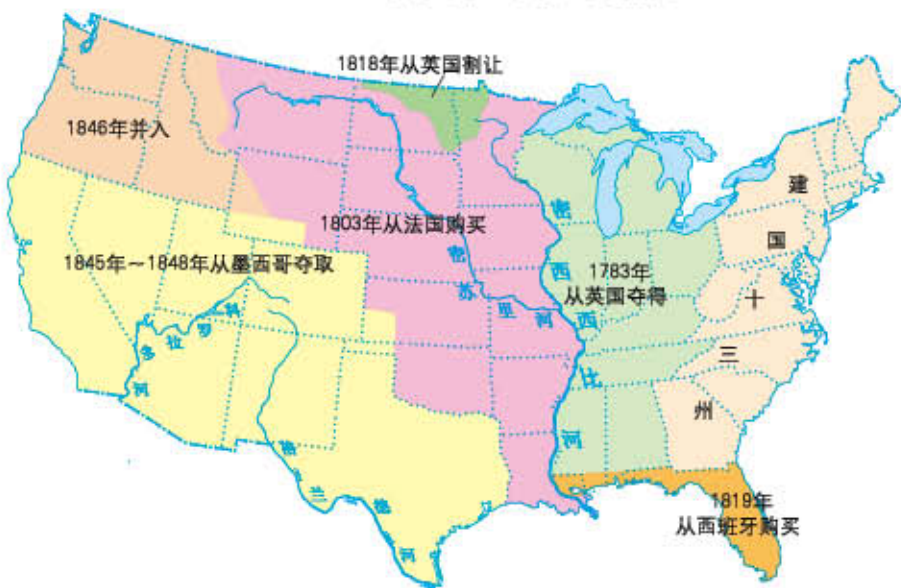 1818年从英国割让
1846年并入
建国十三州
1803年从法国购买
1845年～1848年从墨西哥夺取
1783年
从英国夺得
密西西比河
密苏里河
科罗拉多河
格兰德河
1819年
从西班牙购买